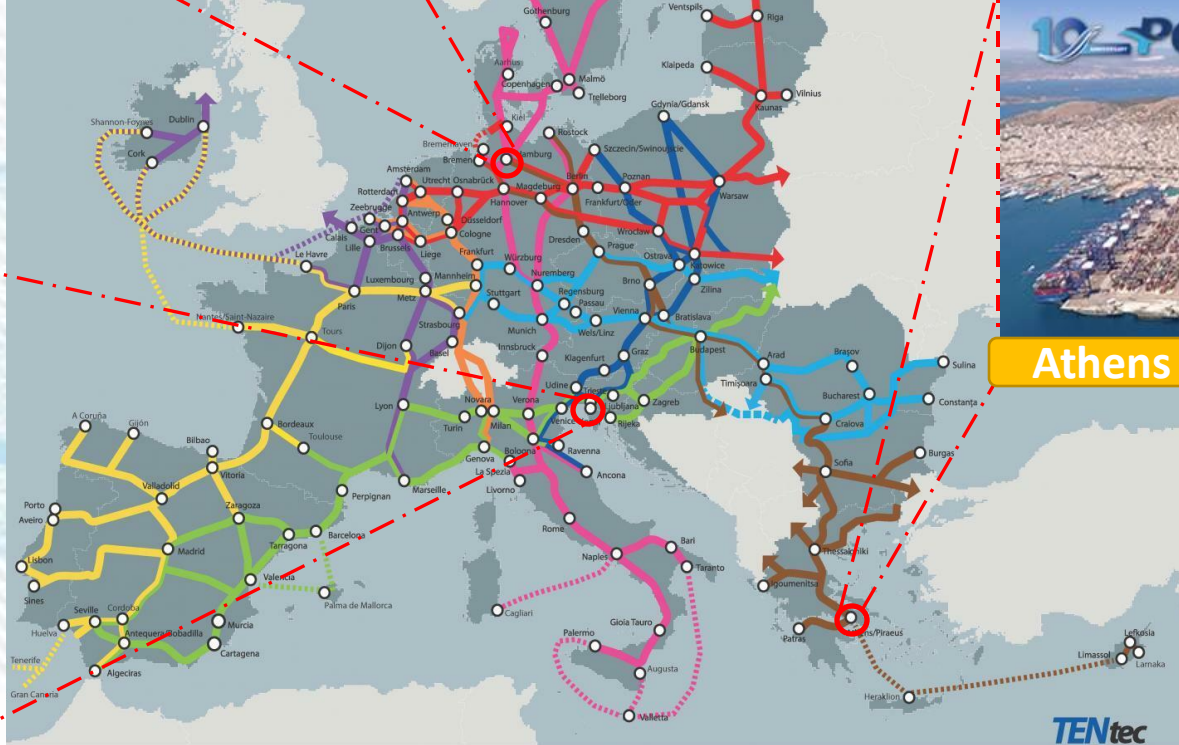 Gothenburg
Ventspils
Riga
Aarhus
Copenhagen
Malmö
Trelleborg
Klaipeda
Vilnius
Kaunas
Shannon-Foynes
Dublin
Cork
Kiel
Rostock
Gdynia/Gdansk
Bremerhaven
Bremen
Hamburg
Szczecin/Swinoujscie
Amsterdam
Utrecht
Osnabrück
Magdeburg
Berlin
Poznan
Rotterdam
Hannover
Frankfurt/Oder
Warsaw
Zeebrugge
Antwerp
Düsseldorf
Gent
Cologne
Calais
Lille
Brussels
Liege
Wroclaw
Dresden
Prague
Le Havre
Frankfurt
Würzburg
Ostrava
Katowice
Luxembourg
Mannheim
Nuremberg
Brno
Zilina
Paris
Metz
Stuttgart
Regensburg
Passau
Nantes/Saint-Nazaire
Strasbourg
Munich
Wels/Linz
Vienna
Bratislava
Tours
Dijon
Basel
Innsbruck
Klagenfurt
Graz
Budapest
Arad
Braşov
Sulina
Timişoara
Bucharest
Constanţa
Udine
Trieste
Ljubljana
Zagreb
Craiova
A Coruña
Gijón
Lyon
Novara
Verona
Venice
Rijeka
Turin
Milan
Bilbao
Bordeaux
Toulouse
Genova
Bologna
Ravenna
Sofia
Burgas
Vitoria
La Spezia
Ancona
Valladolid
Perpignan
Marseille
Livorno
Porto
Aveiro
Zaragoza
Tarragona
Barcelona
Rome
Madrid
Bari
Naples
Taranto
Thessaloniki
Lisbon
Sines
Valencia
Palma de Mallorca
Igoumenitsa
Cagliari
Seville
Cordoba
Huelva
Antequera/Bobadilla
Murcia
Cartagena
Gioia Tauro
Palermo
Patras
Athens/Piraeus
Lefkosia
Limassol
Larnaka
Tenerife
Gran Canaria
Algeciras
Augusta
Valletta
Heraklion
TENtec
10
Athens